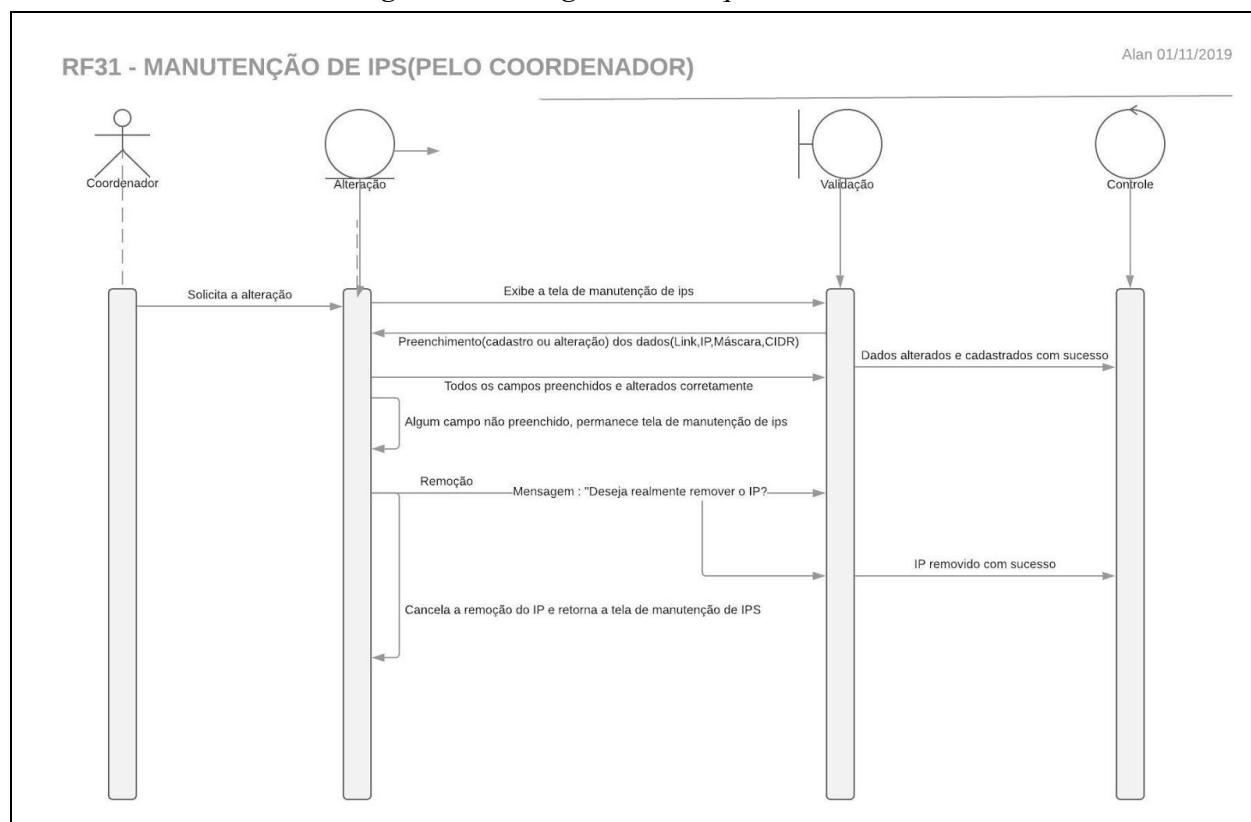 Alan 01/11/2019
RF31 - MANUTENÇÃO DE IPS(PELO COORDENADOR)
Coordenador
Alteração
Validação
Controle
Solicita a alteração
Exibe a tela de manutenção de ips
Preenchimento(cadastro ou alteração) dos dados(Link,IP,Máscara,CIDR)
Dados alterados e cadastrados com sucesso
Todos os campos preenchidos e alterados corretamente
Algum campo não preenchido, permanece tela de manutenção de ips
Remoção
Mensagem : "Deseja realmente remover o IP?
IP removido com sucesso
Cancela a remoção do IP e retorna a tela de manutenção de IPS